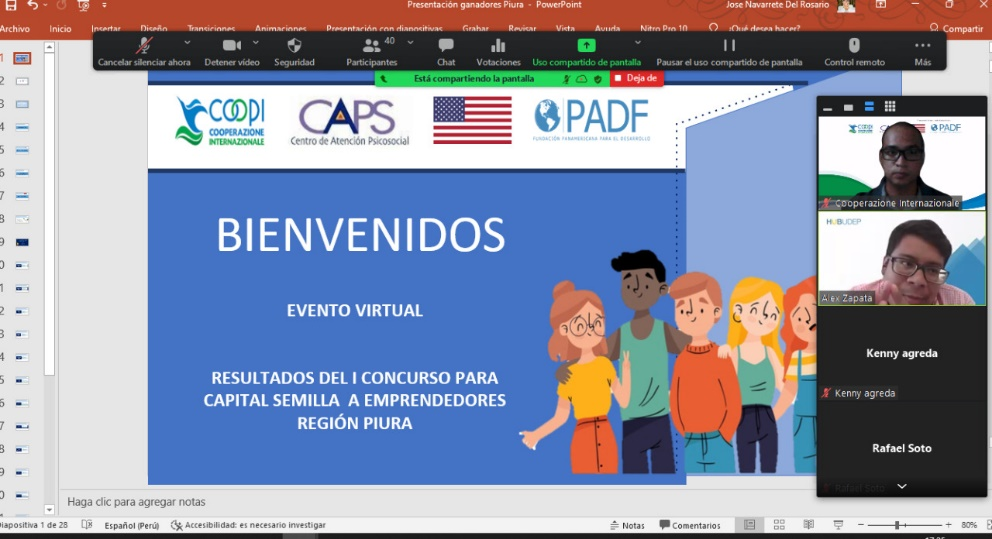 Presentación ganadores Piura - PowerPoint
Jose Navarrete Del Rosario
Archivo Inicio Insertar Diseño Transiciones Animaciones Presentación con diapositivas Grabar Revisar Vista Ayuda Nitro Pro 10 ¿Qué desea hacer? Compartir
Cancelar silenciar ahora
Detener video
Seguridad
40
Participantes
Chat
Votaciones
Uso compartido de pantalla
Pausar el uso compartido de pantalla
Control remoto
Más
Está compartiendo la pantalla
Deja de
COOPI
COOPERAZIONE
INTERNAZIONALE
CAPS
Centro de Atención Psicosocial
PADF
FUNDACIÓN PANAMERICANA PARA EL DESARROLLO
BIENVENIDOS
EVENTO VIRTUAL
RESULTADOS DEL I CONCURSO PARA
CAPITAL SEMILLA A EMPRENDEDORES
REGIÓN PIURA
PADF
Cooperazione Internazionale
HUBUDEP
Alex Zapata
Kenny agreda
Kenny agreda
Rafael Soto
Rafael Soto
Haga clic para agregar notas
Diapositiva 1 de 28 Español (Perú) Accesibilidad: es necesario investigar Notas Comentarios 80%